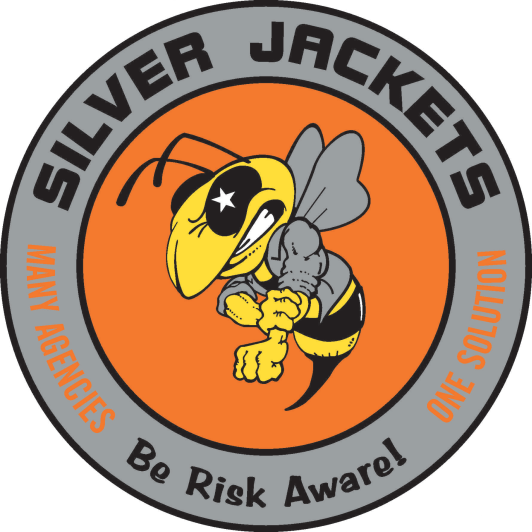 SILVER JACKETS
MANY AGENCIES
ONE SOLUTION
Be Risk Aware!